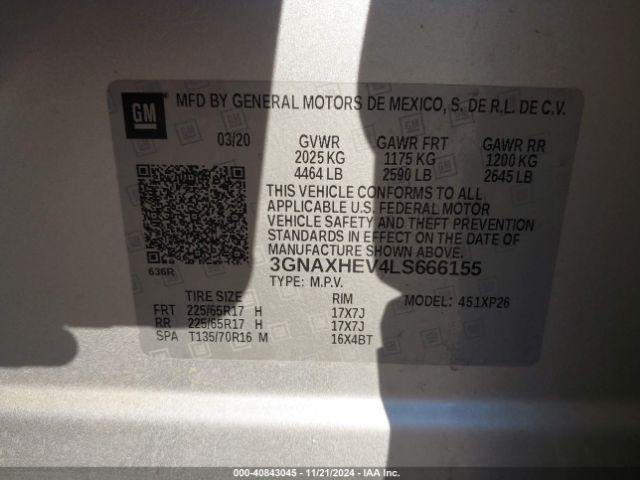 GM
MFD BY GENERAL MOTORS DE MEXICO, S. DE R.L. DE C.V.
03/20 GVWR GAWR FRT GAWR RR
2025 KG 1175 KG 1200 KG
4464 LB 2590 LB 2645 LB
THIS VEHICLE CONFORMS TO ALL
APPLICABLE U.S. FEDERAL MOTOR
VEHICLE SAFETY AND THEFT PREVENTION
STANDARDS IN EFFECT ON THE DATE OF
MANUFACTURE SHOWN ABOVE.
636R
3GNAXHEV4LS666155
TYPE: M.P.V. MODEL: 451XP26
TIRE SIZE RIM
FRT 225/65R17 H 17X7J
RR 225/65R17 H 17X7J
SPA T135/70R16 M 16X4BT
000-40843045 - 11/21/2024 - IAA Inc.